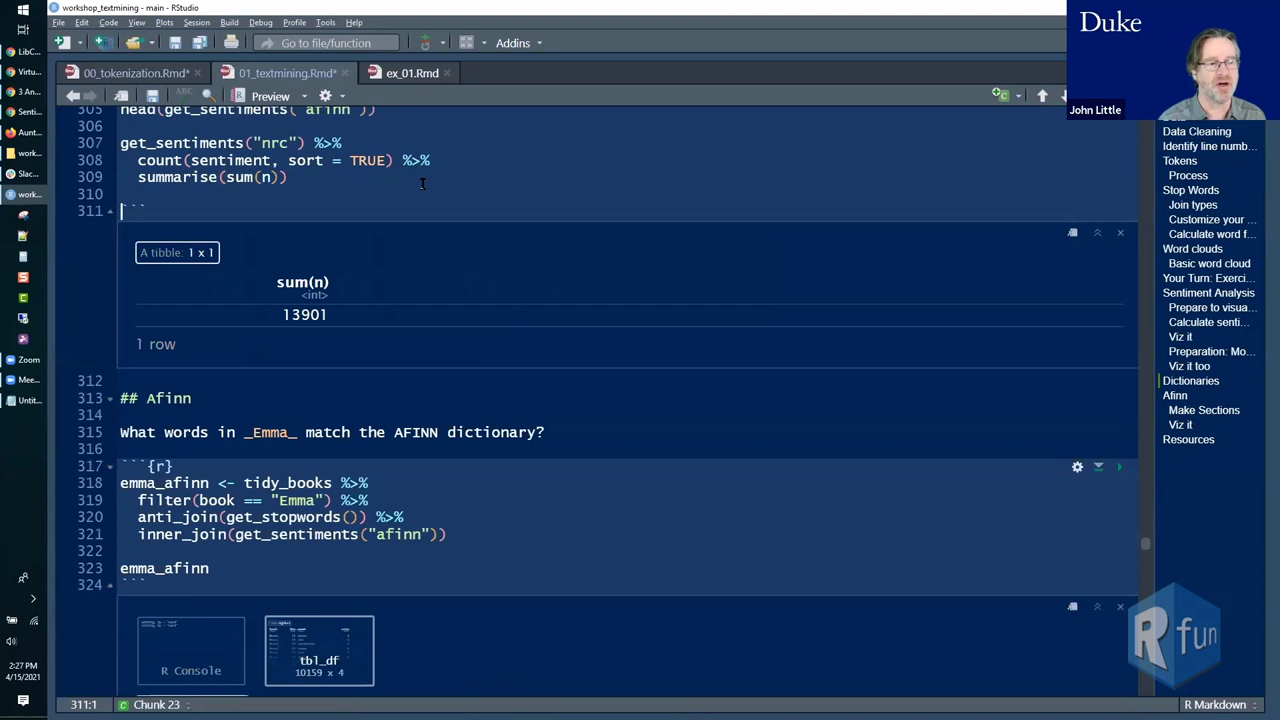 workshop_textmining - main - RStudio
File Edit Code View Plots Session Build Debug Profile Tools Help
Go to file/function
Addins
00_tokenization.Rmd*
01_textmining.Rmd*
ex_01.Rmd
Preview
305 head(get_sentiments("afinn"))
306
307 get_sentiments("nrc") %>%
308 count(sentiment, sort = TRUE) %>%
309 summarise(sum(n))
310
311 ```
A tibble: 1 x 1
sum(n)
<int>
13901
1 row
312
313 ## Afinn
314
315 What words in _Emma_ match the AFINN dictionary?
316
317 ```{r}
318 emma_afinn <- tidy_books %>%
319 filter(book == "Emma") %>%
320 anti_join(get_stopwords()) %>%
321 inner_join(get_sentiments("afinn"))
322
323 emma_afinn
324 ```
R Console
tbl_df
10159 x 4
311:1
Chunk 23
R Markdown
Duke
John Little
Data Cleaning
Identify line numb...
Tokens
Process
Stop Words
Join types
Customize your ...
Calculate word f...
Word clouds
Basic word cloud
Your Turn: Exerci...
Sentiment Analysis
Prepare to visua...
Calculate senti...
Viz it
Preparation: Mo...
Viz it too
Dictionaries
Afinn
Make Sections
Viz it
Resources
R fun
LibC
Virtu...
3 An...
Senti...
Aunt...
work...
Slac...
work...
Zoom
Mee...
Untit...
2:27 PM
4/15/2021